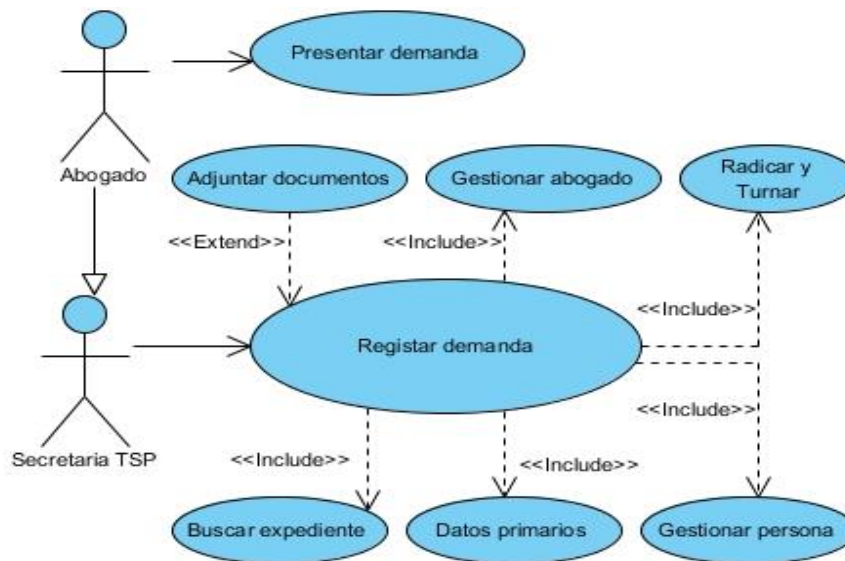 Presentar demanda
Abogado
Adjuntar documentos
Gestionar abogado
Radicar y
Turnar
<<Extend>>
<<Include>>
<<Include>>
Registar demanda
<<Include>>
Secretaria TSP
<<Include>>
<<Include>>
Buscar expediente
Datos primarios
Gestionar persona